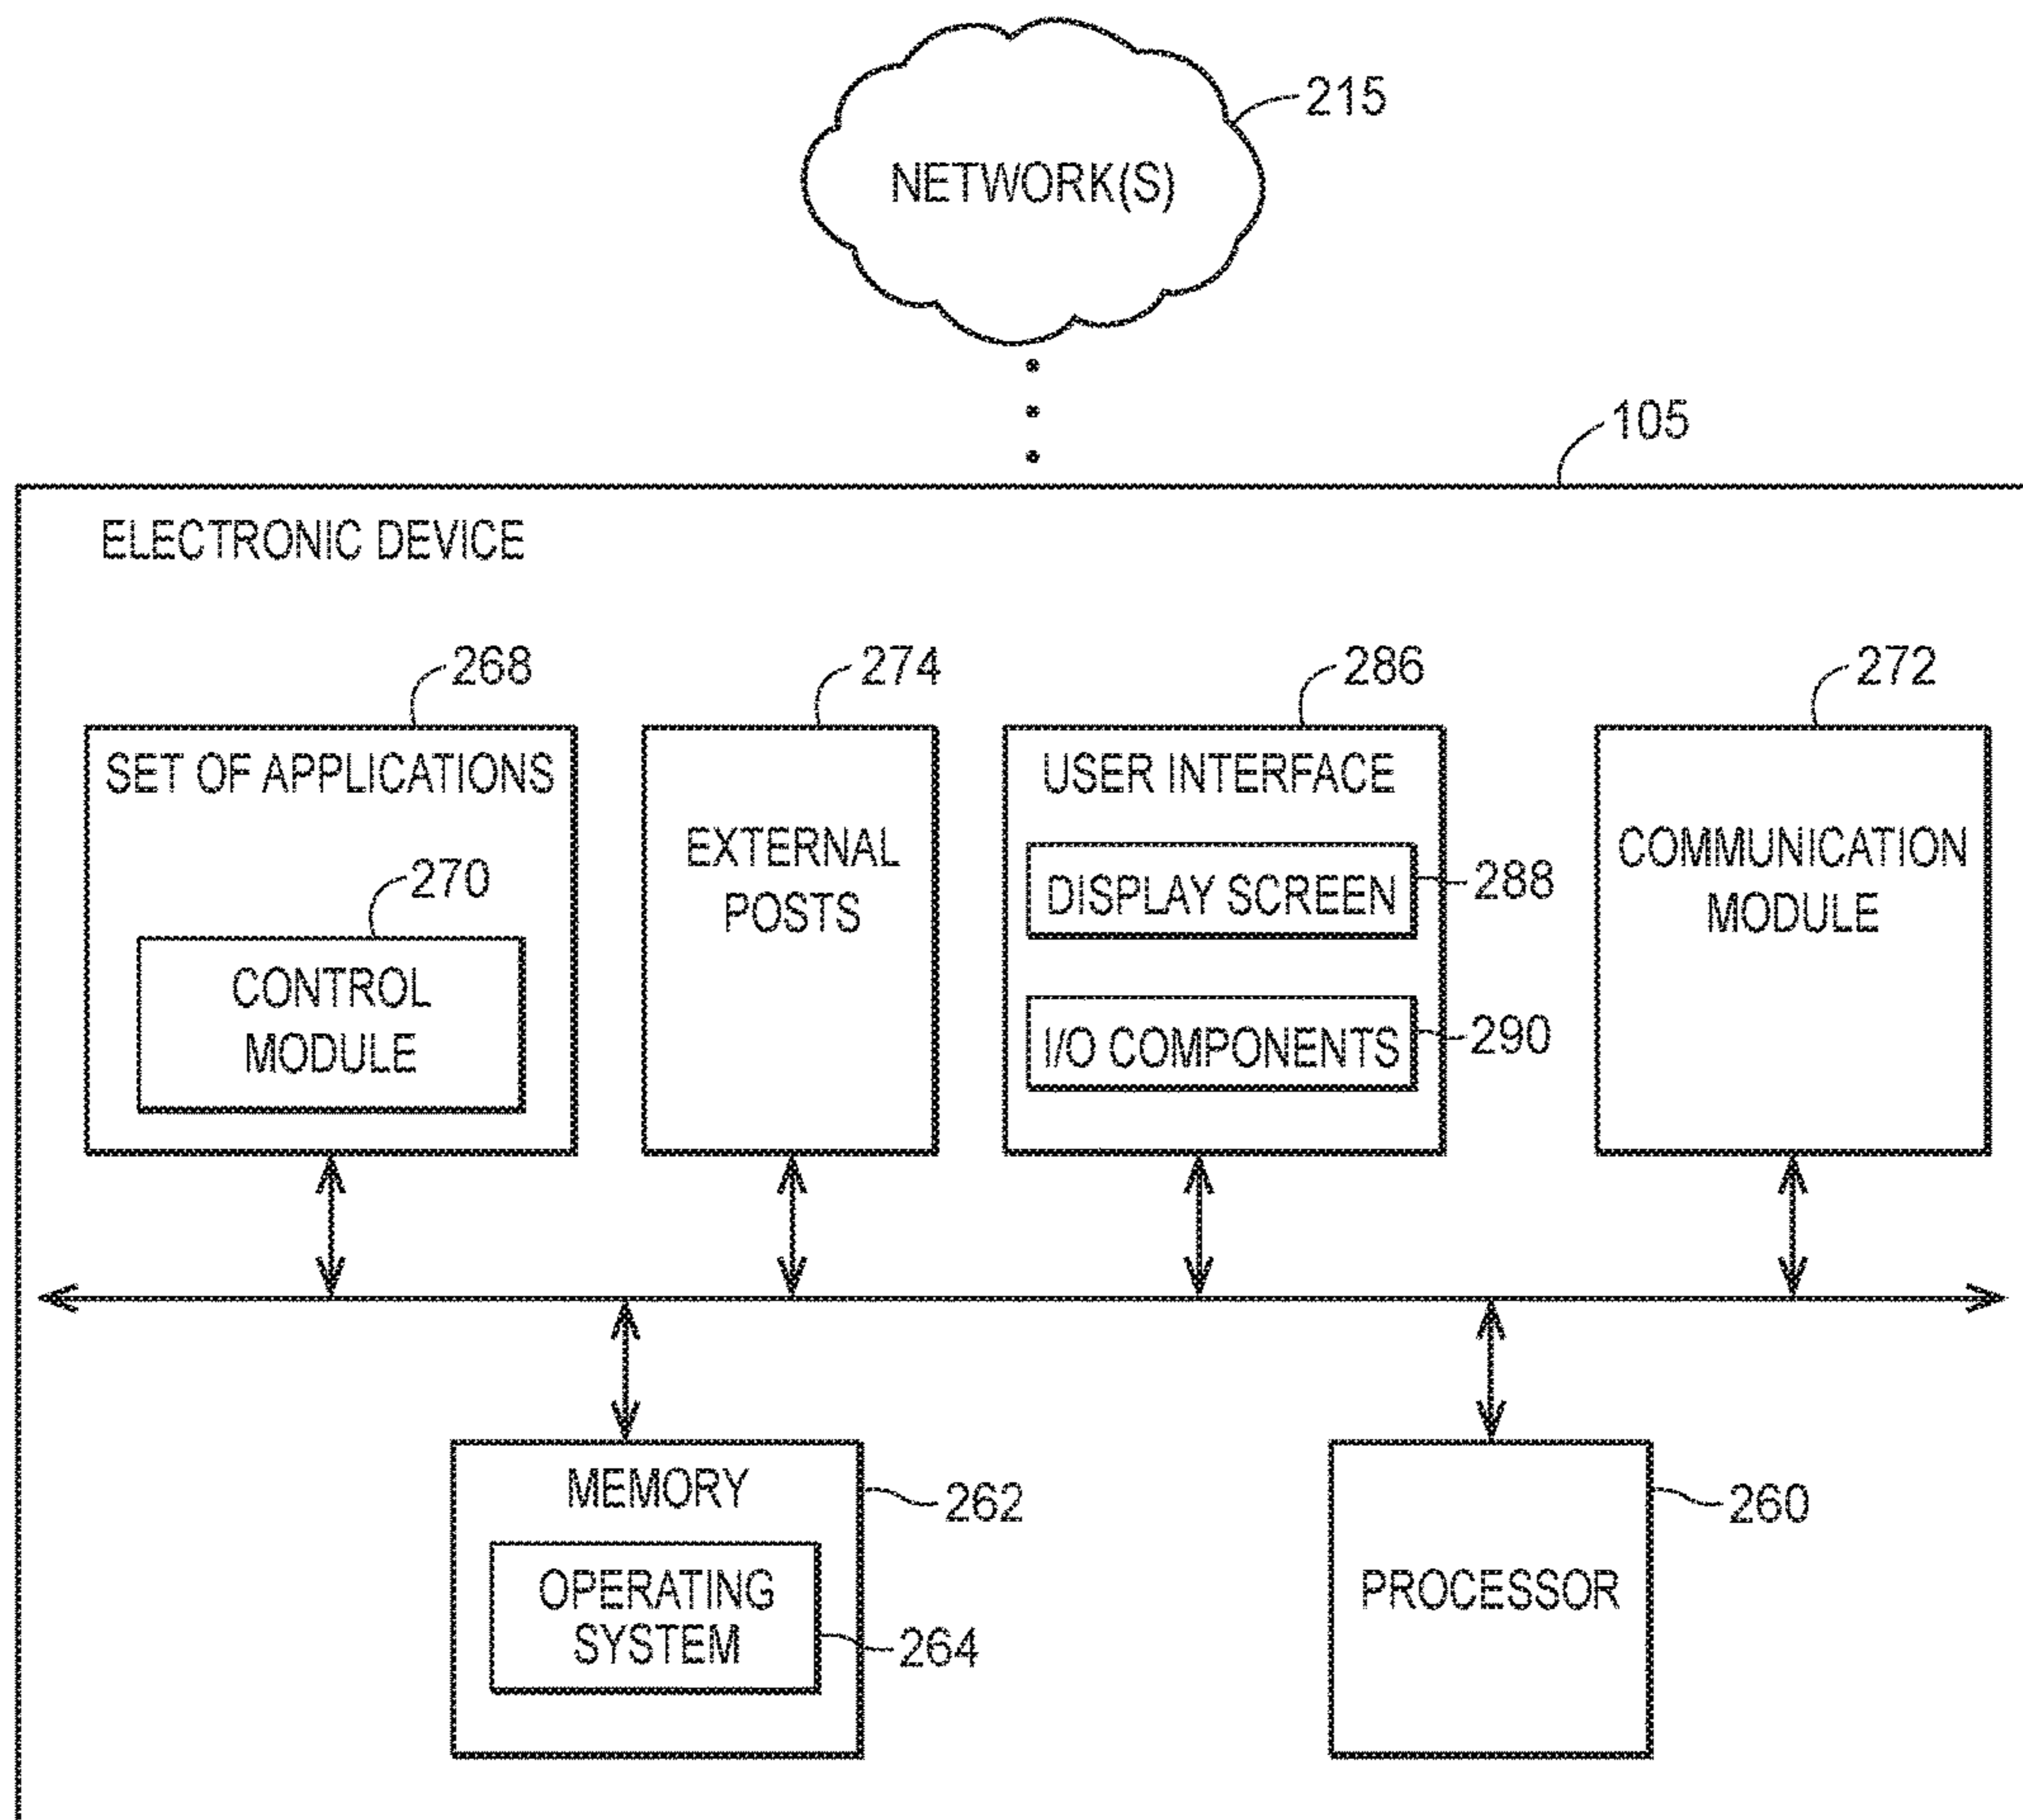 215
NETWORK(S)
105
ELECTRONIC DEVICE
268
274
286
272
SET OF APPLICATIONS
270
CONTROL
MODULE
EXTERNAL
POSTS
USER INTERFACE
DISPLAY SCREEN
288
I/O COMPONENTS
290
COMMUNICATION
MODULE
MEMORY
262
OPERATING
SYSTEM
264
260
PROCESSOR